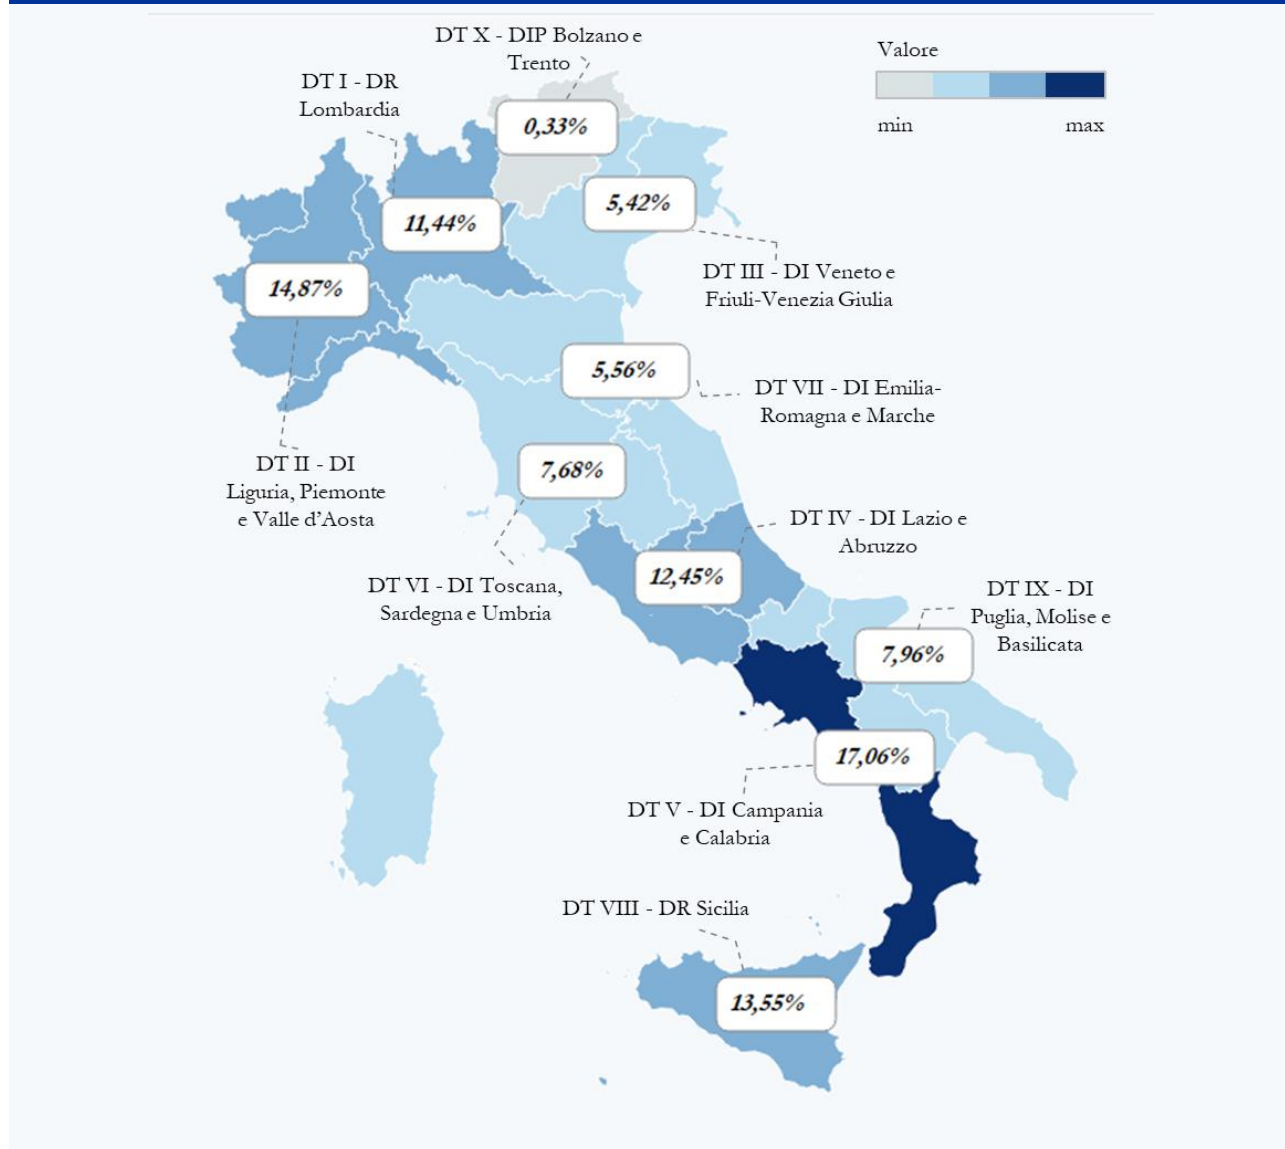 DT X - DIP Bolzano e
Trento
Valore
min
max
DT I - DR
Lombardia
0,33%
5,42%
11,44%
DT III - DI Veneto e
Friuli-Venezia Giulia
14,87%
5,56%
DT VII - DI Emilia-
Romagna e Marche
DT II - DI
Liguria, Piemonte
e Valle d’Aosta
7,68%
DT IV - DI Lazio e
Abruzzo
12,45%
DT VI - DI Toscana,
Sardegna e Umbria
DT IX - DI
Puglia, Molise e
Basilicata
7,96%
17,06%
DT V - DI Campania
e Calabria
DT VIII - DR Sicilia
13,55%